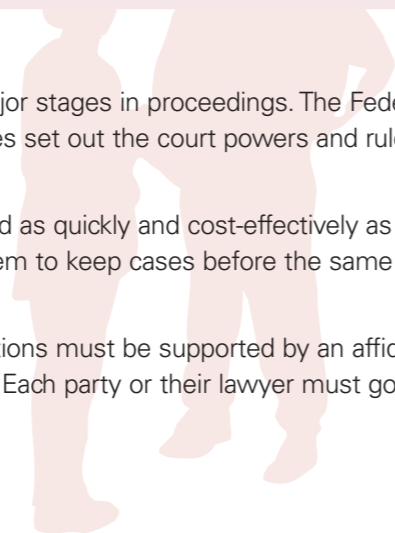 jor stages in proceedings. The Fede
es set out the court powers and rul
d as quickly and cost-effectively as
em to keep cases before the same
tions must be supported by an affid
Each party or their lawyer must go